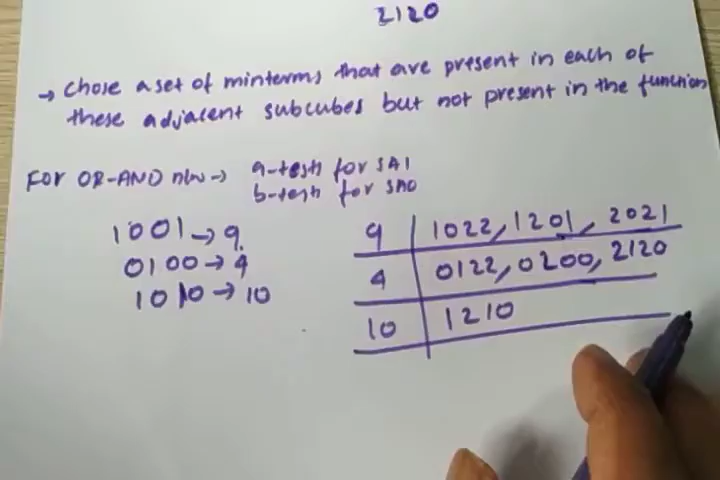 2120
→ chose a set of minterms that are present in each of
these adjacent subcubes but not present in the function
FOR OR-AND n/w → a-tests for SA1
b-tests for SA0
1001 → 9
0100 → 4
1010 → 10
9 | 1022, 1201, 2021
4 | 0122, 0200, 2120
10 | 1210